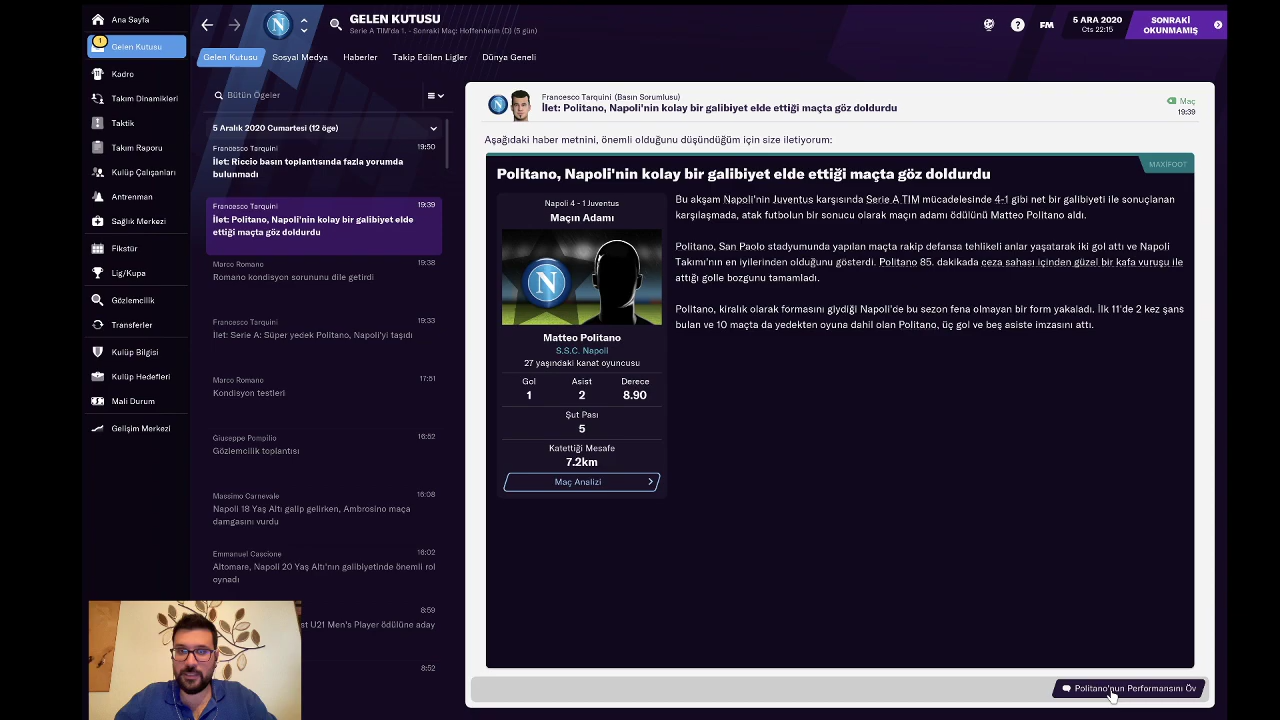 Ana Sayfa
1
Gelen Kutusu
Kadro
Takım Dinamikleri
Taktik
Takım Raporu
Kulüp Çalışanları
Antrenman
Sağlık Merkezi
Fikstür
Lig/Kupa
Gözlemcilik
Transferler
Kulüp Bilgisi
Kulüp Hedefleri
Mali Durum
Gelişim Merkezi
N
GELEN KUTUSU
Serie A TIM'da 1. - Sonraki Maç: Hoffenheim (D) (5 gün)
?
FM
5 ARA 2020
Cts 22:15
SONRAKİ
OKUNMAMIŞ
Gelen Kutusu
Sosyal Medya
Haberler
Takip Edilen Ligler
Dünya Geneli
Bütün Ögeler
5 Aralık 2020 Cumartesi (12 öge)
Francesco Tarquini
19:50
İlet: Riccio basın toplantısında fazla yorumda
bulunmadı
Francesco Tarquini
19:39
İlet: Politano, Napoli'nin kolay bir galibiyet elde
ettiği maçta göz doldurdu
Marco Romano
19:38
Romano kondisyon sorununu dile getirdi
Francesco Tarquini
19:33
İlet: Serie A: Süper yedek Politano, Napoli'yi taşıdı
Marco Romano
17:51
Kondisyon testleri
Giuseppe Pompilio
16:52
Gözlemcilik toplantısı
Massimo Carnevale
16:08
Napoli 18 Yaş Altı galip gelirken, Ambrosino maça
damgasını vurdu
Emmanuel Cascione
16:02
Altomare, Napoli 20 Yaş Altı'nın galibiyetinde önemli rol
oynadı
8:59
st U21 Men's Player ödülüne aday
8:52
Francesco Tarquini (Basın Sorumlusu)
İlet: Politano, Napoli'nin kolay bir galibiyet elde ettiği maçta göz doldurdu
Maç
19:39
Aşağıdaki haber metnini, önemli olduğunu düşündüğüm için size iletiyorum:
MAXIFOOT
Politano, Napoli'nin kolay bir galibiyet elde ettiği maçta göz doldurdu
Napoli 4 - 1 Juventus
Maçın Adamı
N
Matteo Politano
S.S.C. Napoli
27 yaşındaki kanat oyuncusu
Gol
Asist
Derece
1
2
8.90
Şut Pası
5
Katettiği Mesafe
7.2km
Maç Analizi
Bu akşam Napoli'nin Juventus karşısında Serie A TIM mücadelesinde 4-1 gibi net bir galibiyeti ile sonuçlanan
karşılaşmada, atak futbolun bir sonucu olarak maçın adamı ödülünü Matteo Politano aldı.
Politano, San Paolo stadyumunda yapılan maçta rakip defansa tehlikeli anlar yaşatarak iki gol attı ve Napoli
Takımı'nın en iyilerinden olduğunu gösterdi. Politano 85. dakikada ceza sahası içinden güzel bir kafa vuruşu ile
attığı golle bozgunu tamamladı.
Politano, kiralık olarak formasını giydiği Napoli'de bu sezon fena olmayan bir form yakaladı. İlk 11'de 2 kez şans
bulan ve 10 maçta da yedekten oyuna dahil olan Politano, üç gol ve beş asiste imzasını attı.
Politano'nun Performansını Öv